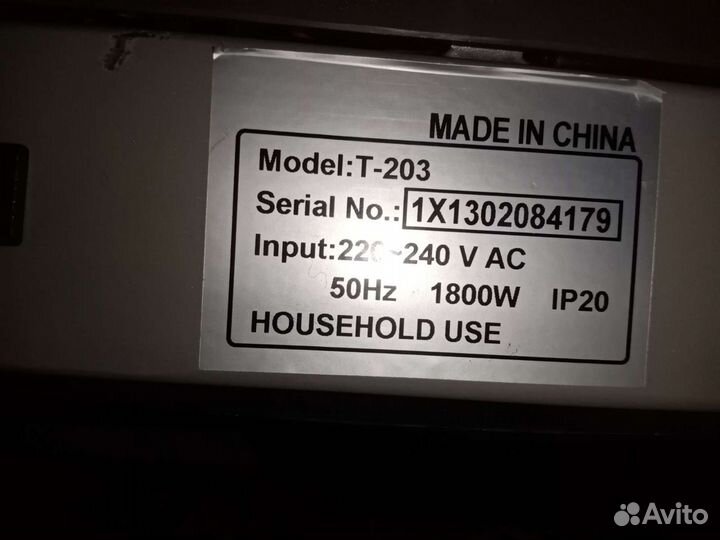 MADE IN CHINA
Model:T-203
Serial No.: 1X1302084179
Input:220~240 V AC
50Hz 1800W IP20
HOUSEHOLD USE
Avito